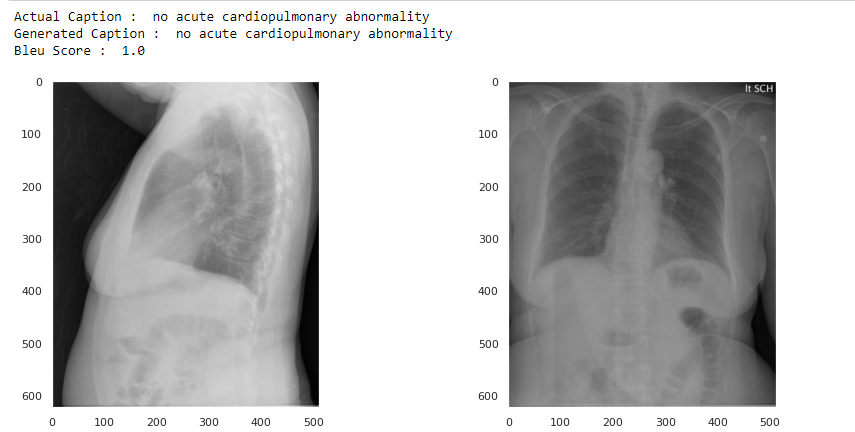 Actual Caption :  no acute cardiopulmonary abnormality
Generated Caption :  no acute cardiopulmonary abnormality
Bleu Score :  1.0
0
100
200
300
400
500
600
0 100 200 300 400 500
lt SCH
0
100
200
300
400
500
600
0 100 200 300 400 500